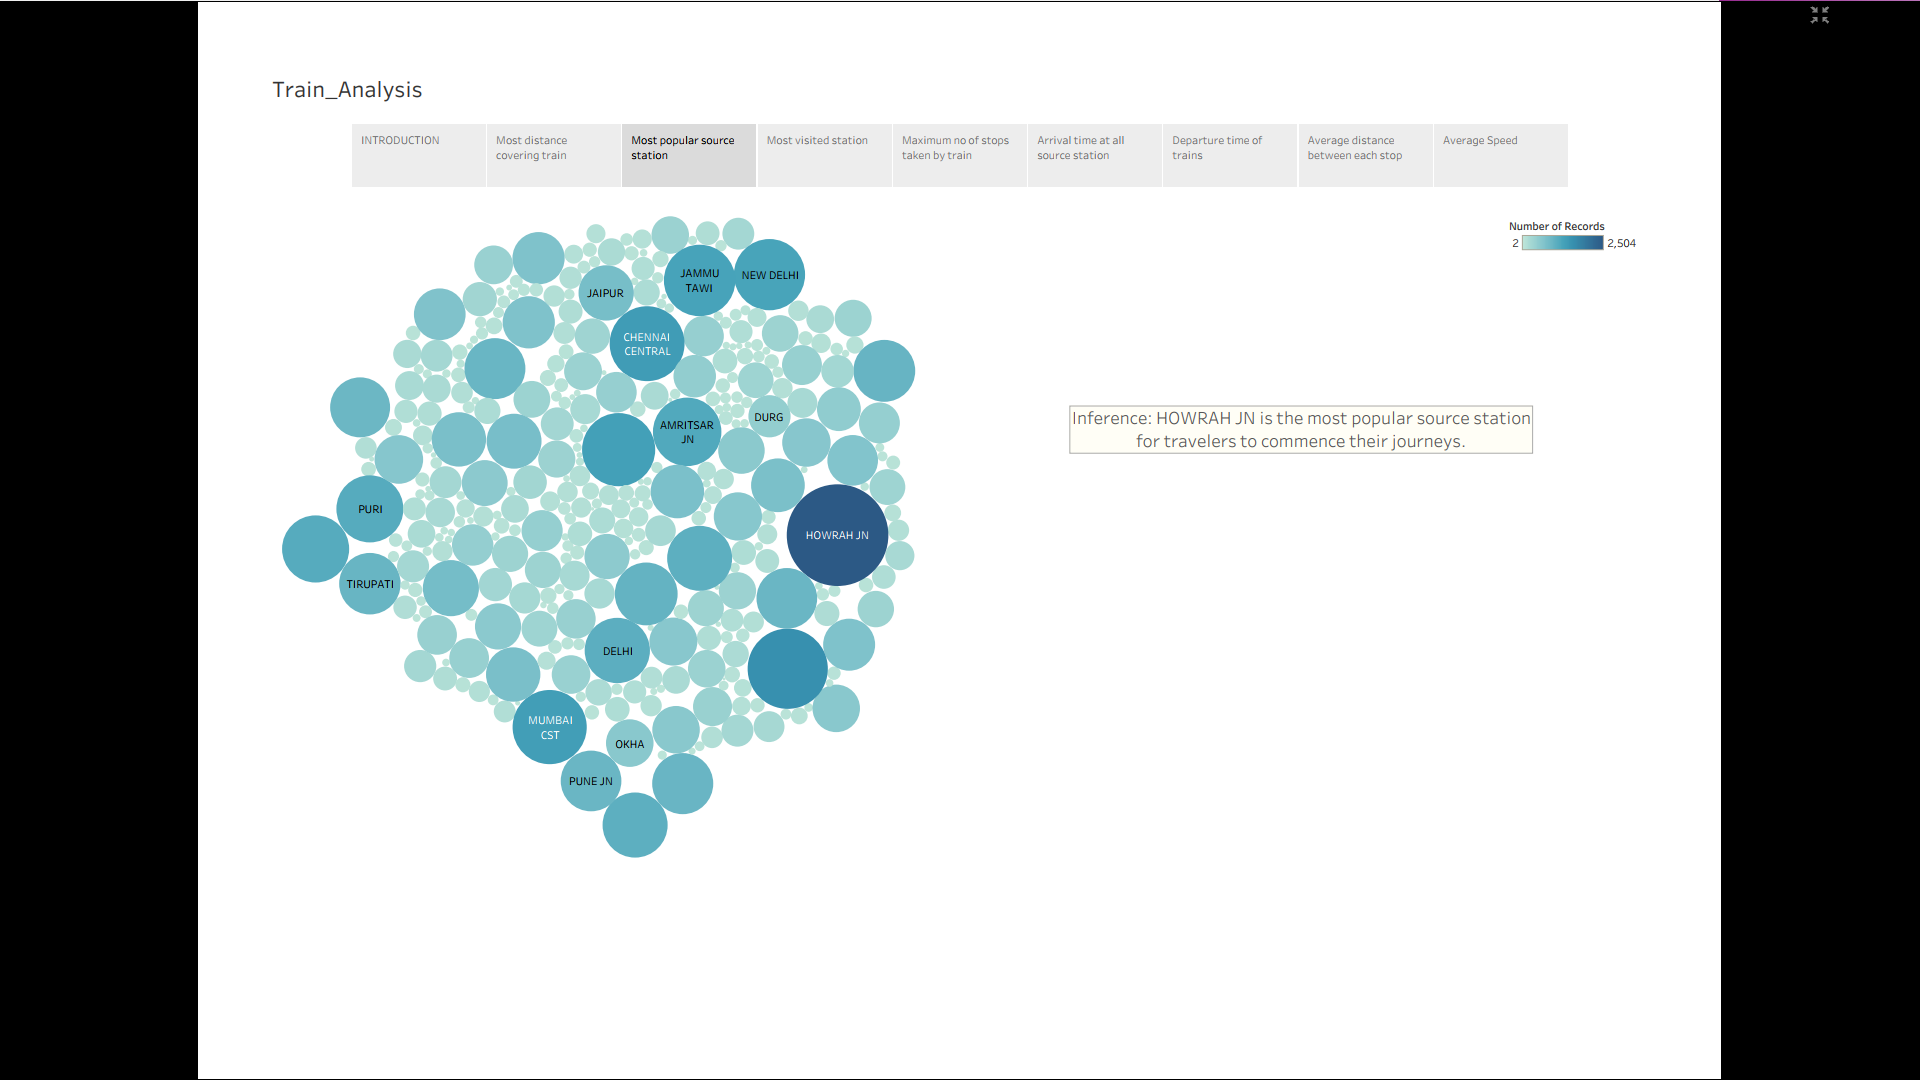 Train_Analysis
INTRODUCTION
Most distance
covering train
Most popular source
station
Most visited station
Maximum no of stops
taken by train
Arrival time at all
source station
Departure time of
trains
Average distance
between each stop
Average Speed
Number of Records
2
2,504
JAMMU
TAWI
NEW DELHI
JAIPUR
CHENNAI
CENTRAL
DURG
AMRITSAR
JN
Inference: HOWRAH JN is the most popular source station
for travelers to commence their journeys.
PURI
HOWRAH JN
TIRUPATI
DELHI
MUMBAI
CST
OKHA
PUNE JN